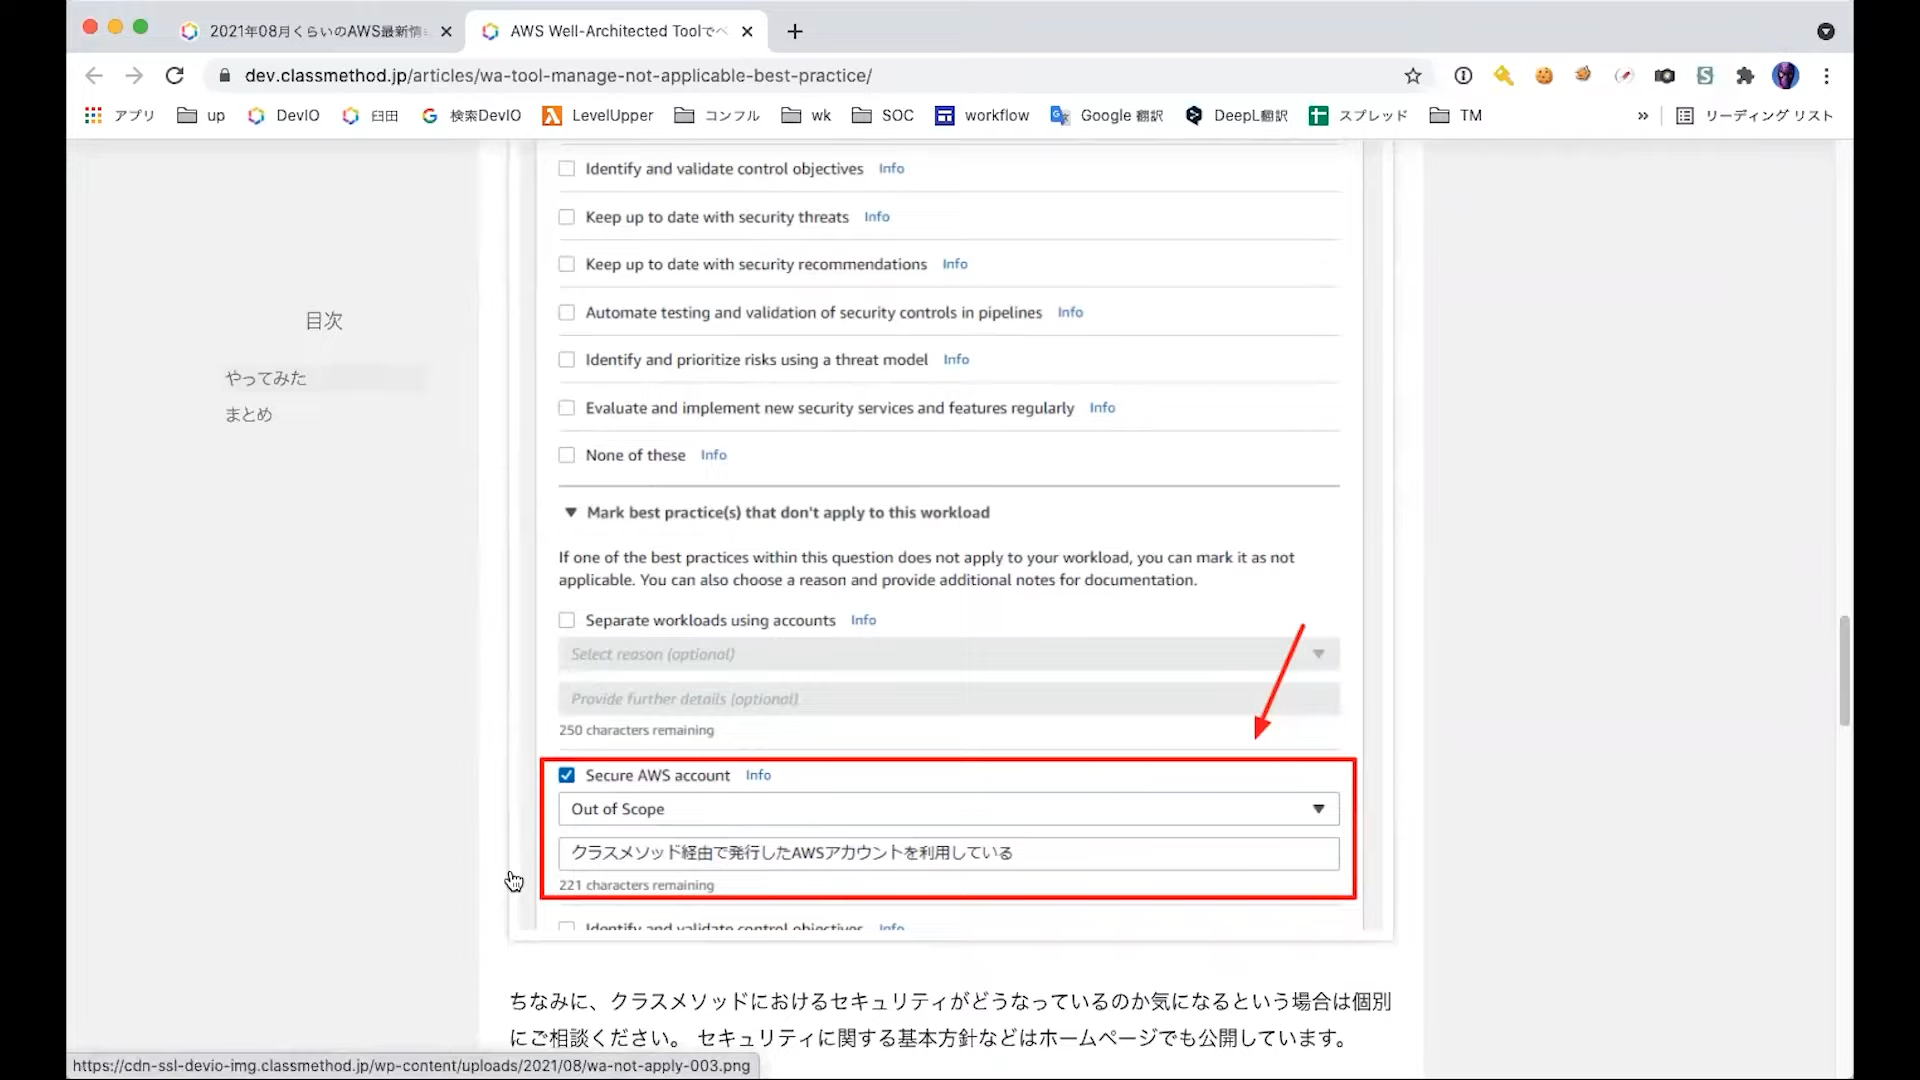 2021年08月くらいのAWS最新情
AWS Well-Architected Toolでベ
dev.classmethod.jp/articles/wa-tool-manage-not-applicable-best-practice/
アプリ up DevIO 臼田 検索DevIO LevelUpper コンフル wk SOC workflow Google 翻訳 DeepL翻訳 スプレッド TM » リーディング リスト
Identify and validate control objectives Info
Keep up to date with security threats Info
Keep up to date with security recommendations Info
Automate testing and validation of security controls in pipelines Info
目次
Identify and prioritize risks using a threat model Info
やってみた
Evaluate and implement new security services and features regularly Info
まとめ
None of these Info
Mark best practice(s) that don't apply to this workload
If one of the best practices within this question does not apply to your workload, you can mark it as not
applicable. You can also choose a reason and provide additional notes for documentation.
Separate workloads using accounts Info
Select reason (optional)
Provide further details (optional)
250 characters remaining
Secure AWS account Info
Out of Scope
クラスメソッド経由で発行したAWSアカウントを利用している
221 characters remaining
Identify and validate control objectives Info
ちなみに、クラスメソッドにおけるセキュリティがどうなっているのか気になるという場合は個別
にご相談ください。 セキュリティに関する基本方針などはホームページでも公開しています。
https://cdn-ssl-devio-img.classmethod.jp/wp-content/uploads/2021/08/wa-not-apply-003.png